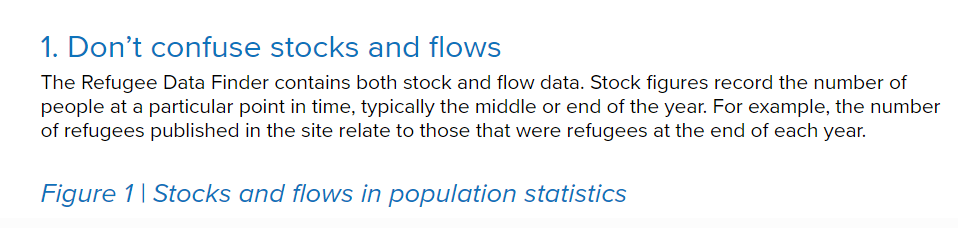 1. Don’t confuse stocks and flows
The Refugee Data Finder contains both stock and flow data. Stock figures record the number of
people at a particular point in time, typically the middle or end of the year. For example, the number
of refugees published in the site relate to those that were refugees at the end of each year.
Figure 1 | Stocks and flows in population statistics